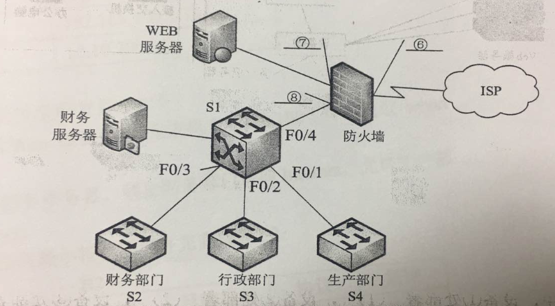 WEB
服务器
⑦
⑥
ISP
⑧
防火墙
财务
服务器
S1
F0/4
F0/3
F0/2
F0/1
财务部门
S2
行政部门
S3
生产部门
S4